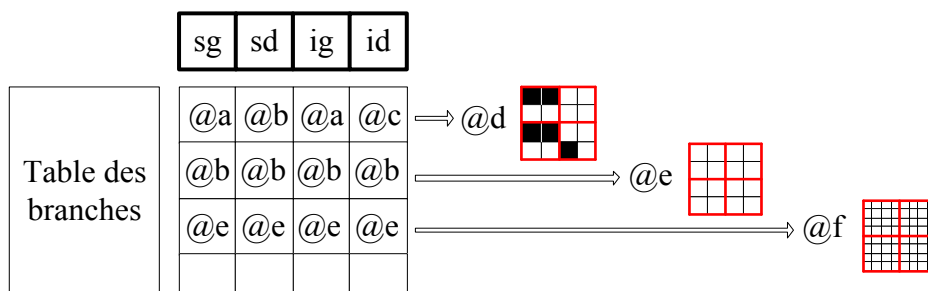 sg sd ig id
@a @b @a @c @d
Table des
branches
@b @b @b @b @e
@e @e @e @e @f